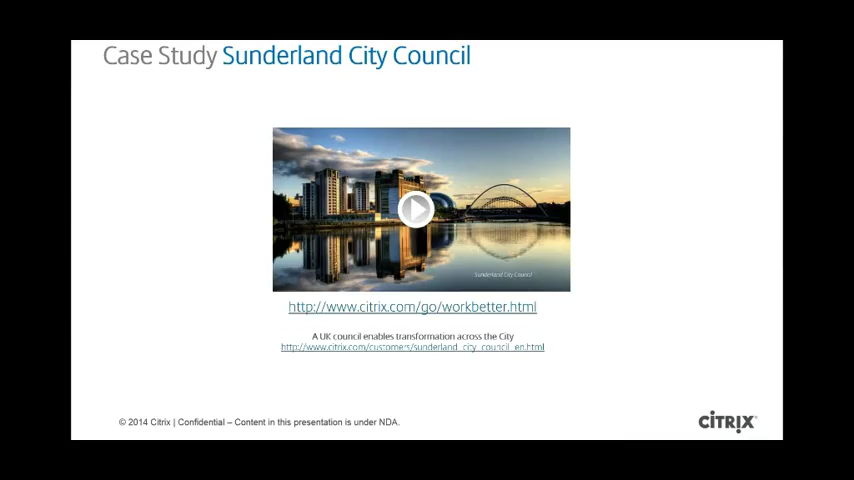 Case Study Sunderland City Council
Sunderland City Council
http://www.citrix.com/go/workbetter.html
A UK council enables transformation across the City
http://www.citrix.com/customers/sunderland_city_council_en.html
© 2014 Citrix | Confidential – Content in this presentation is under NDA.
CITRIX